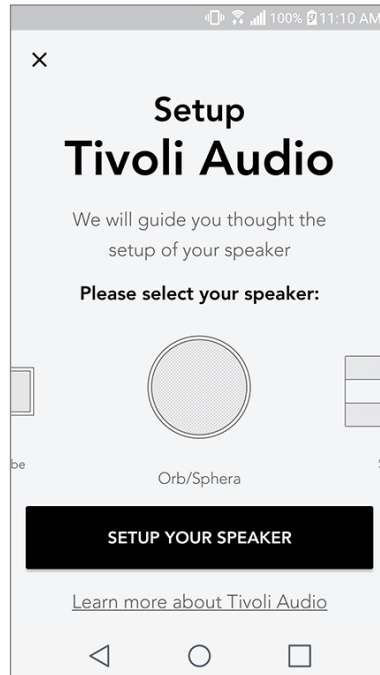 100% 11:10 AM
Setup
Tivoli Audio
We will guide you thought the
setup of your speaker
Please select your speaker:
be
Orb/Sphera
SETUP YOUR SPEAKER
Learn more about Tivoli Audio